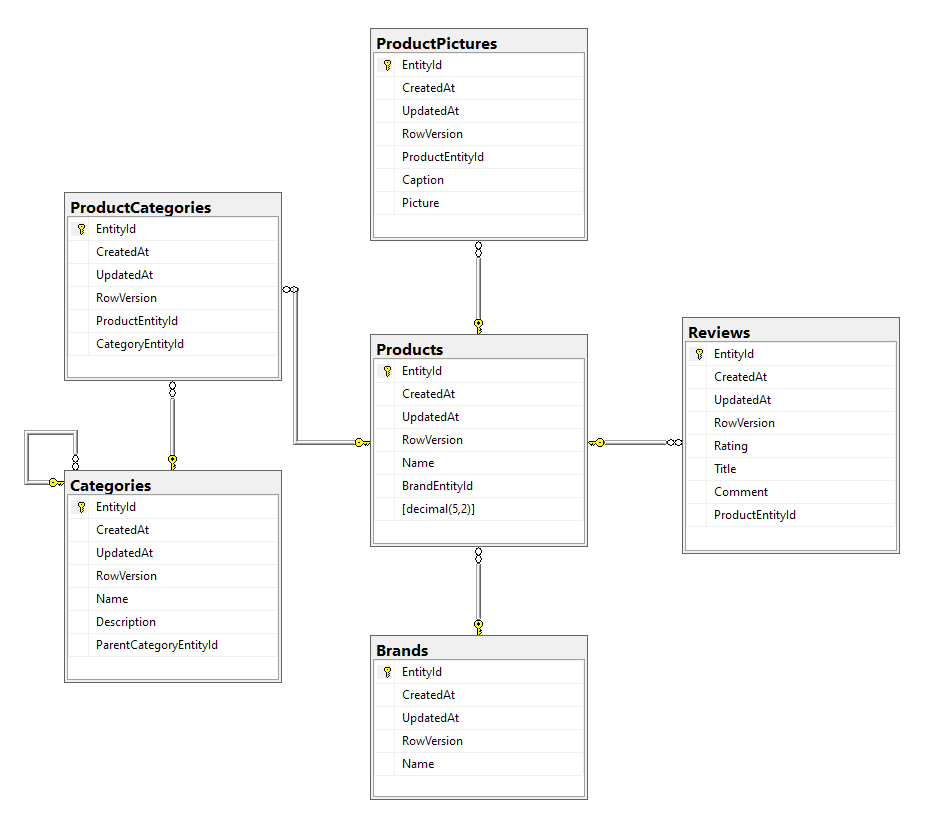 ProductPictures
EntityId
CreatedAt
UpdatedAt
RowVersion
ProductEntityId
Caption
Picture
ProductCategories
EntityId
CreatedAt
UpdatedAt
RowVersion
ProductEntityId
CategoryEntityId
Products
EntityId
CreatedAt
UpdatedAt
RowVersion
Name
BrandEntityId
[decimal(5,2)]
Reviews
EntityId
CreatedAt
UpdatedAt
RowVersion
Rating
Title
Comment
ProductEntityId
Categories
EntityId
CreatedAt
UpdatedAt
RowVersion
Name
Description
ParentCategoryEntityId
Brands
EntityId
CreatedAt
UpdatedAt
RowVersion
Name